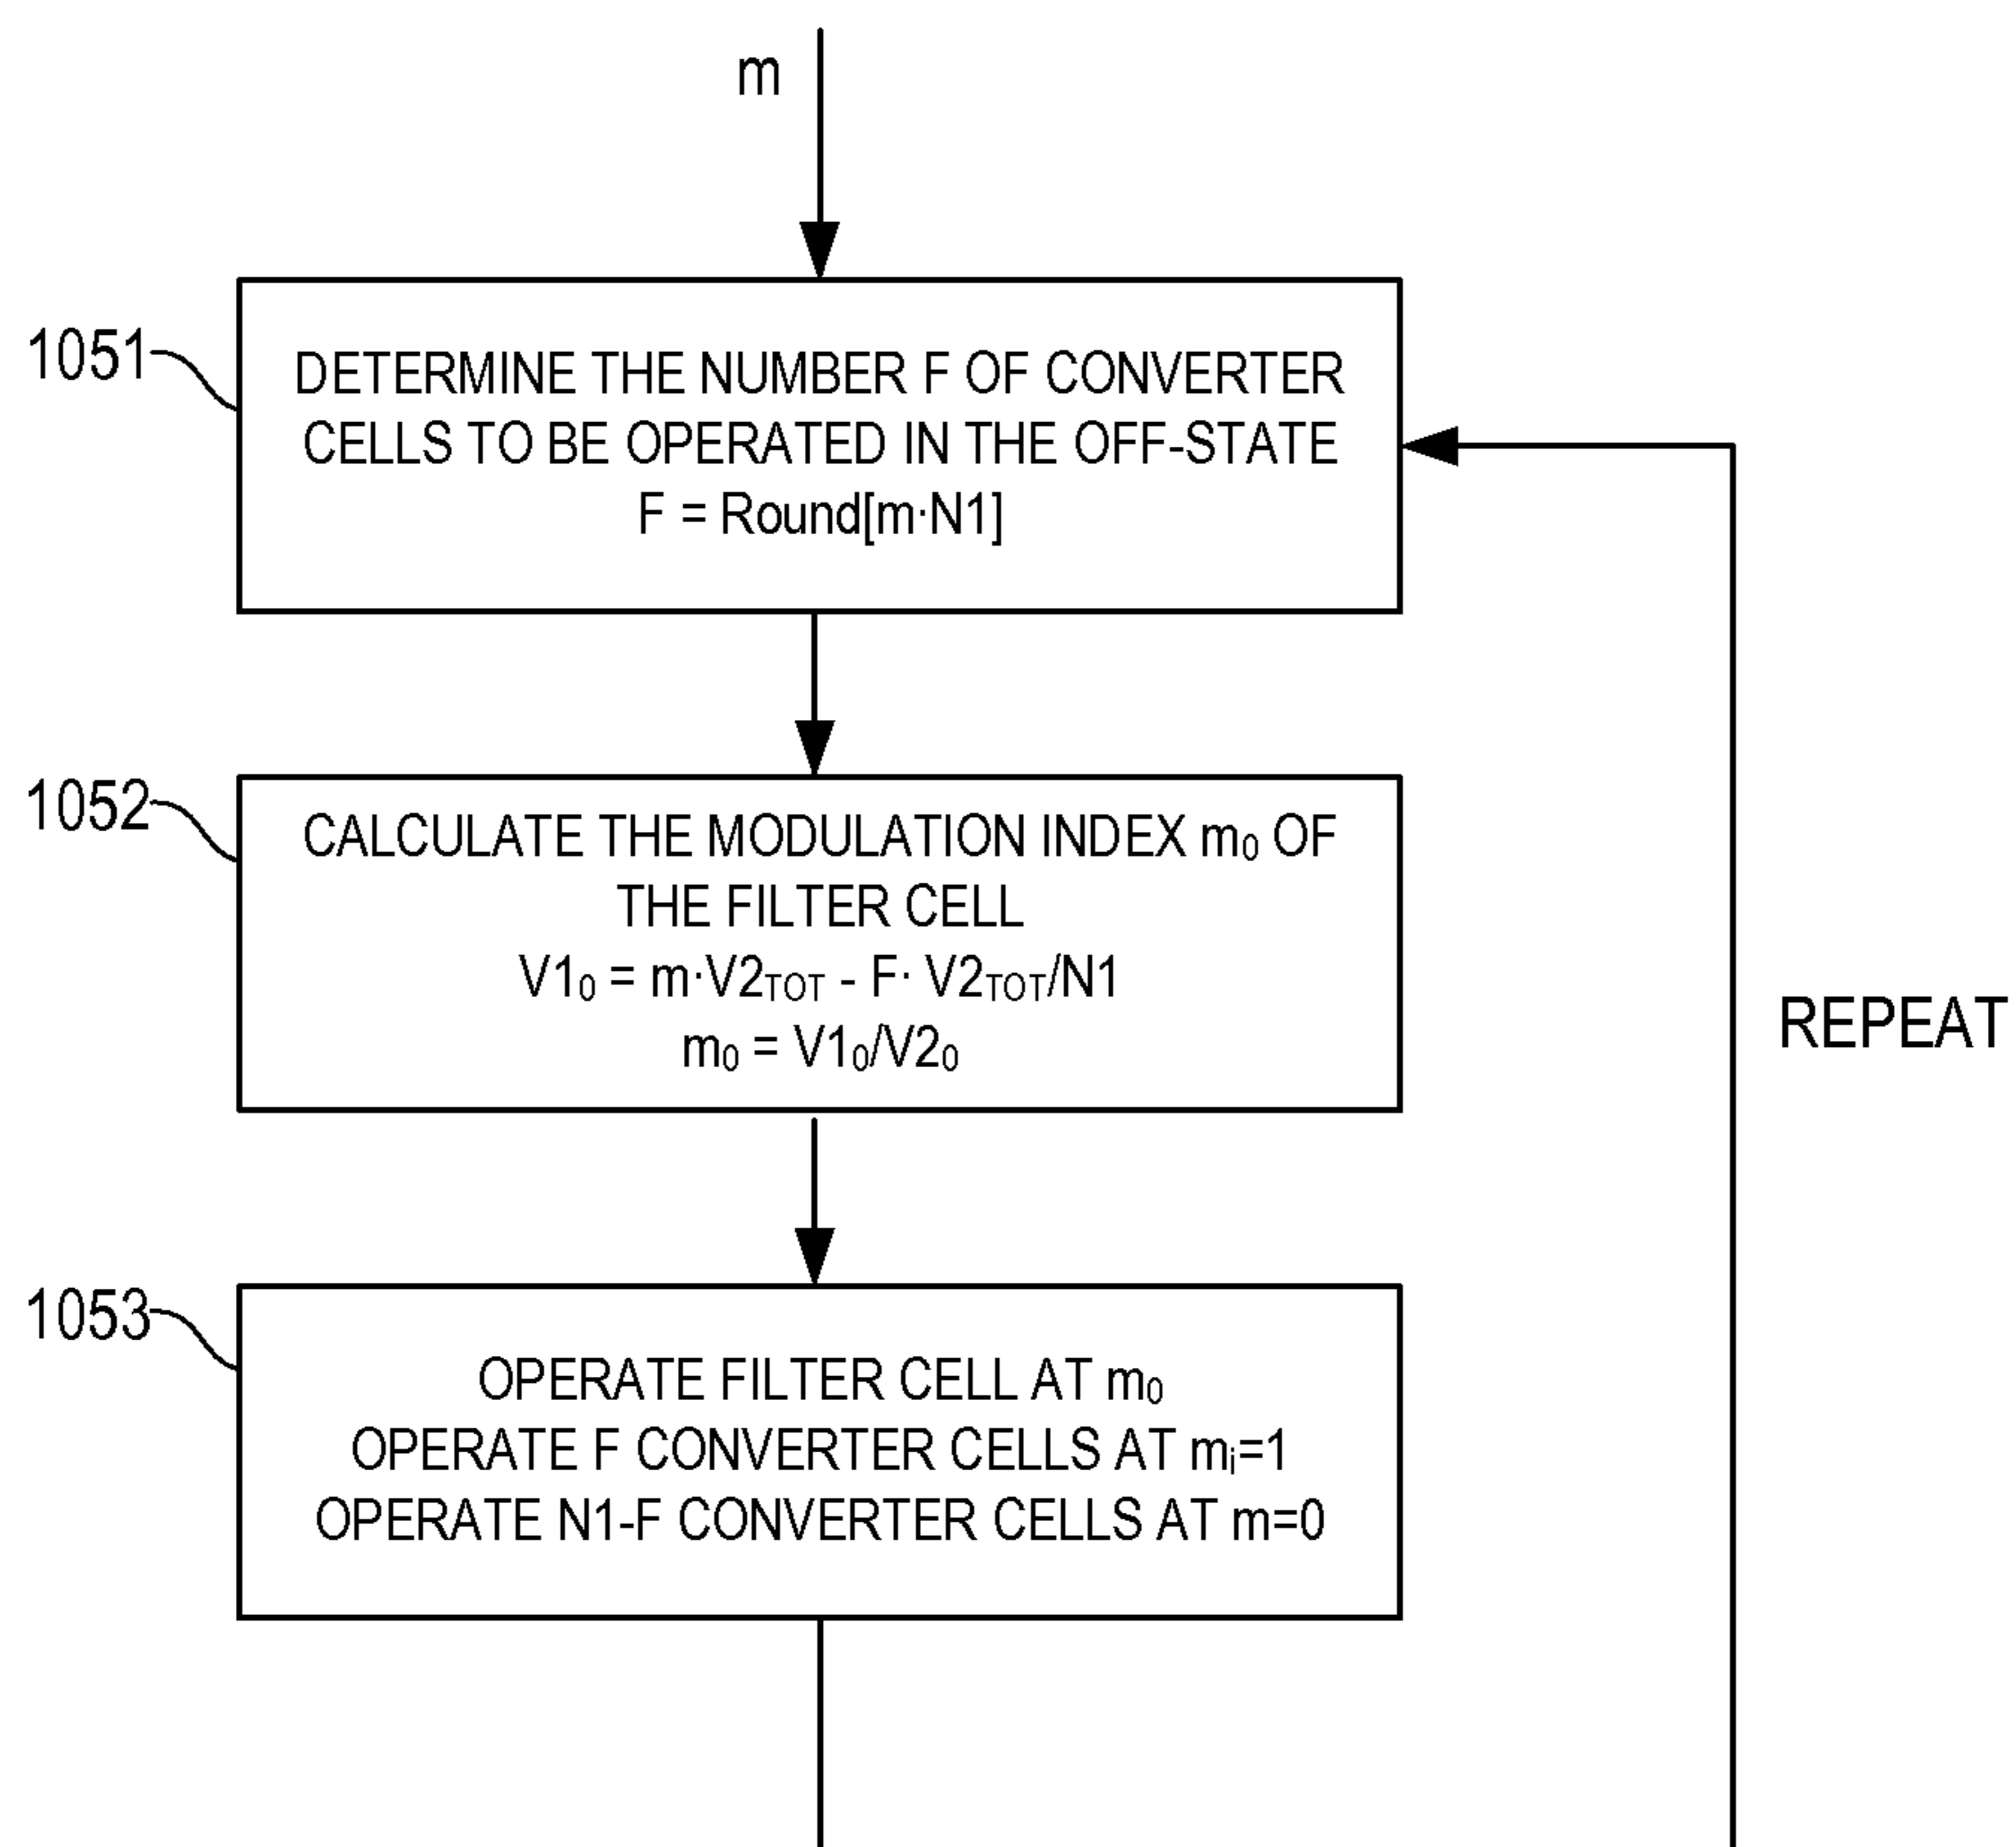 m
1051
DETERMINE THE NUMBER F OF CONVERTER
CELLS TO BE OPERATED IN THE OFF-STATE
F = Round[m·N1]
1052
CALCULATE THE MODULATION INDEX m₀ OF
THE FILTER CELL
V1₀ = m·V2TOT - F· V2TOT/N1
m₀ = V1₀/V2₀
REPEAT
1053
OPERATE FILTER CELL AT m₀
OPERATE F CONVERTER CELLS AT mᵢ=1
OPERATE N1-F CONVERTER CELLS AT m=0